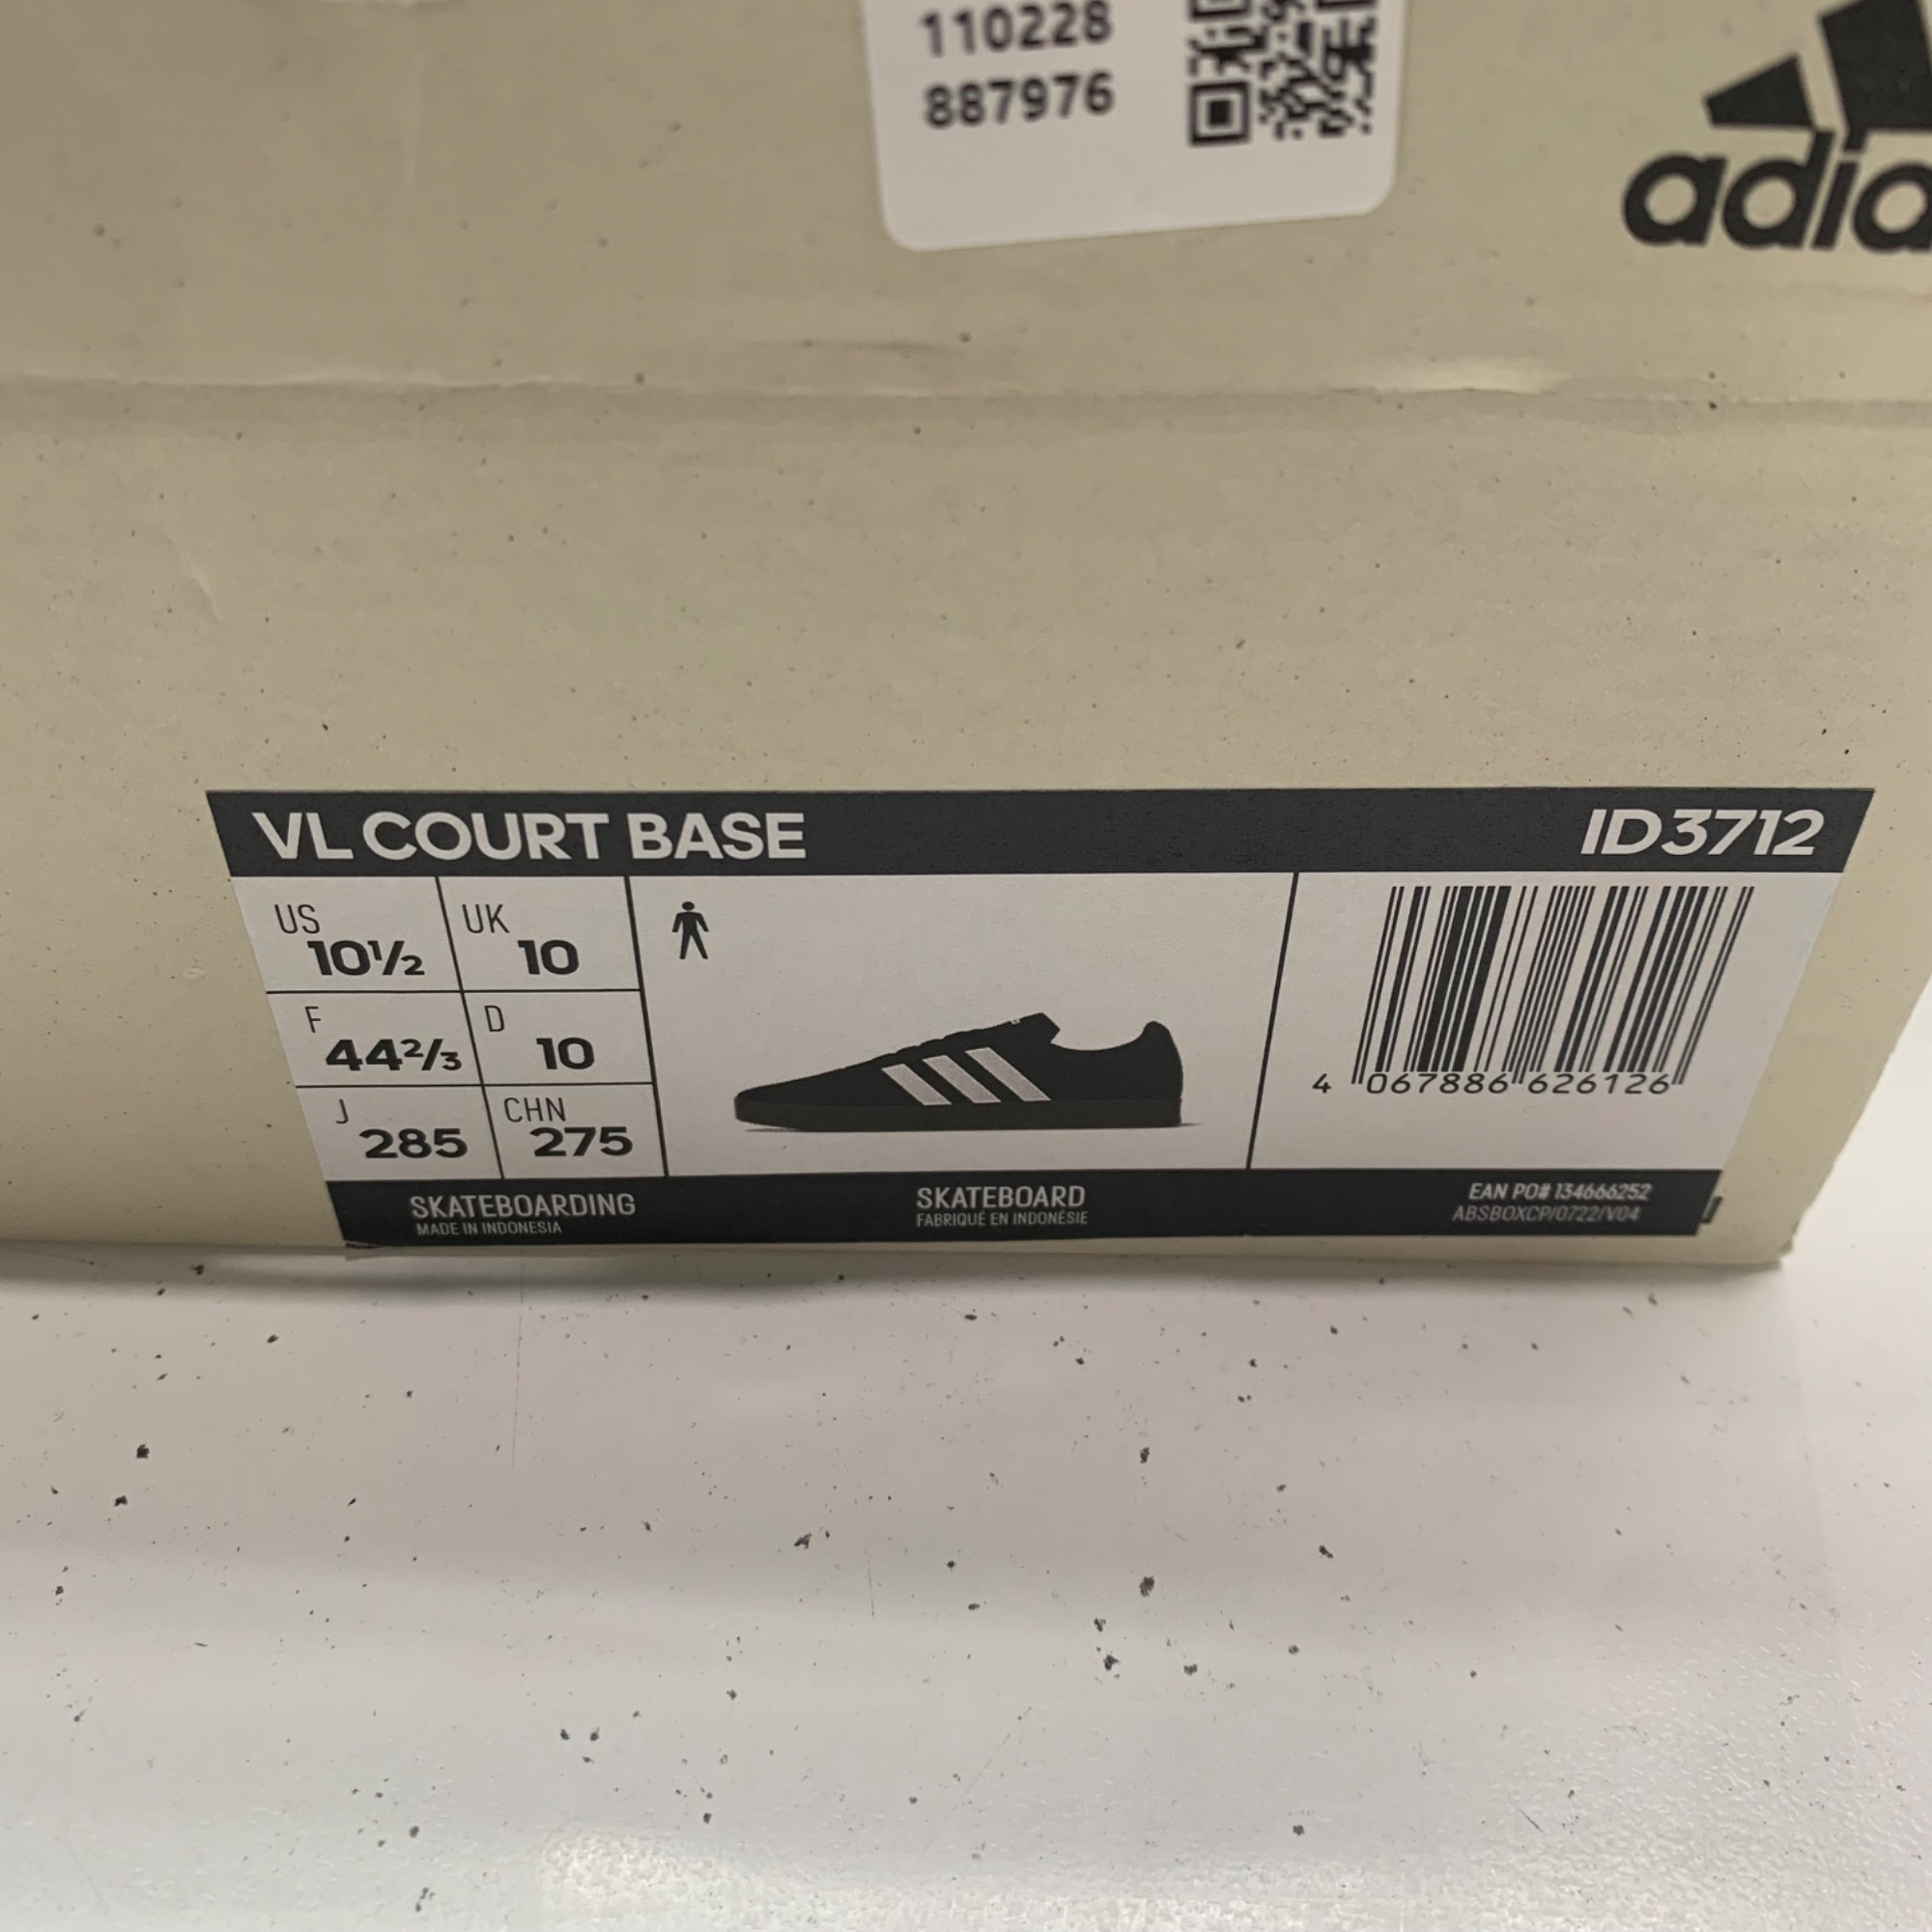 110228
887976
adida
VL COURT BASE
ID3712
US
10½
UK
10
F
44⅔
D
10
J
285
CHN
275
4 067886 626126
SKATEBOARDING
MADE IN INDONESIA
SKATEBOARD
FABRIQUÉ EN INDONÉSIE
EAN PO# 134666252
ABSBOXCP/0722/V04